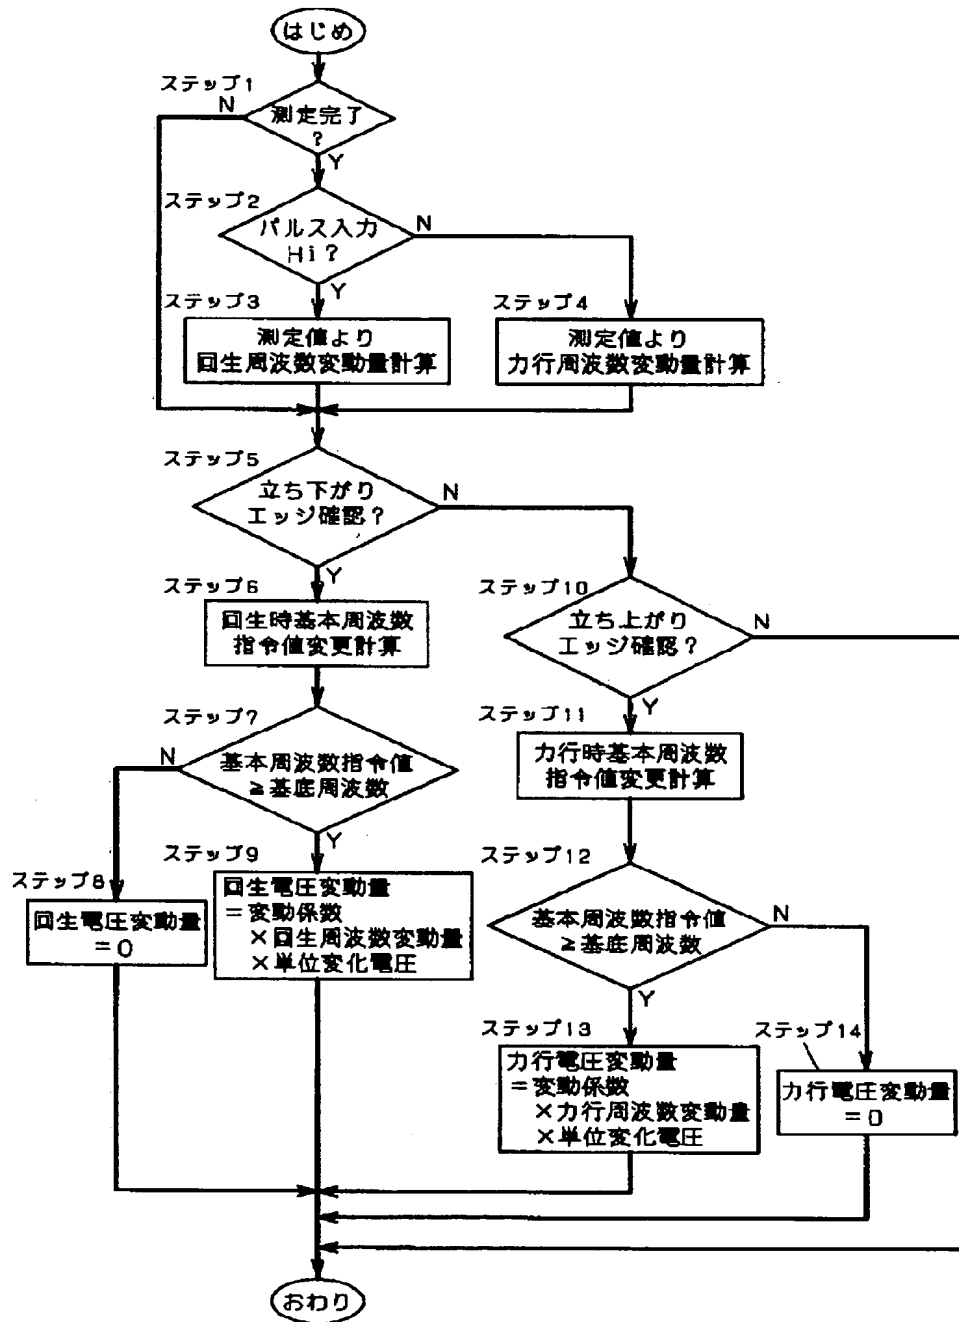 はじめ
ステップ1
N
測定完了
?
Y
ステップ2
N
パルス入力
Hi?
Y
ステップ3
ステップ4
測定値より
回生周波数変動量計算
測定値より
力行周波数変動量計算
ステップ5
N
立ち下がり
エッジ確認?
Y
ステップ6
回生時基本周波数
指令値変更計算
ステップ10
N
立ち上がり
エッジ確認?
Y
ステップ7
N
基本周波数指令値
≧基底周波数
Y
ステップ11
力行時基本周波数
指令値変更計算
ステップ8
回生電圧変動量
=0
ステップ9
回生電圧変動量
=変動係数
×回生周波数変動量
×単位変化電圧
ステップ12
N
基本周波数指令値
≧基底周波数
Y
ステップ13
力行電圧変動量
=変動係数
×力行周波数変動量
×単位変化電圧
ステップ14
力行電圧変動量
=0
おわり